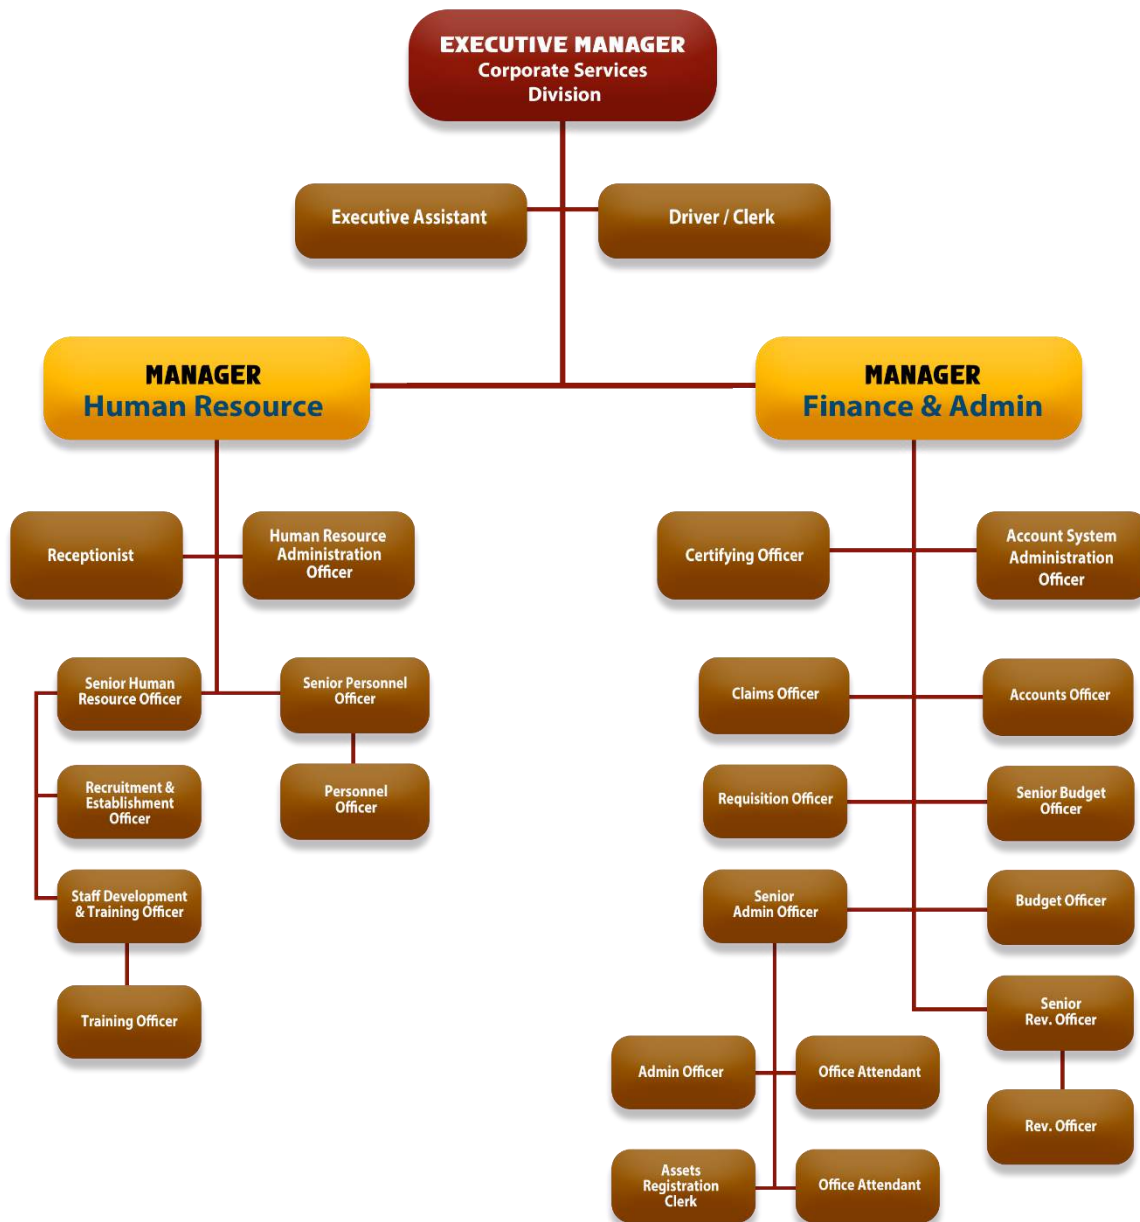 EXECUTIVE MANAGER
Corporate Services
Division
Executive Assistant
Driver / Clerk
MANAGER
Human Resource
MANAGER
Finance & Admin
Receptionist
Human Resource
Administration
Officer
Certifying Officer
Account System
Administration
Officer
Senior Human
Resource Officer
Senior Personnel
Officer
Claims Officer
Accounts Officer
Recruitment &
Establishment
Officer
Personnel
Officer
Requisition Officer
Senior Budget
Officer
Staff Development
& Training Officer
Senior
Admin Officer
Budget Officer
Training Officer
Senior
Rev. Officer
Admin Officer
Office Attendant
Rev. Officer
Assets
Registration
Clerk
Office Attendant